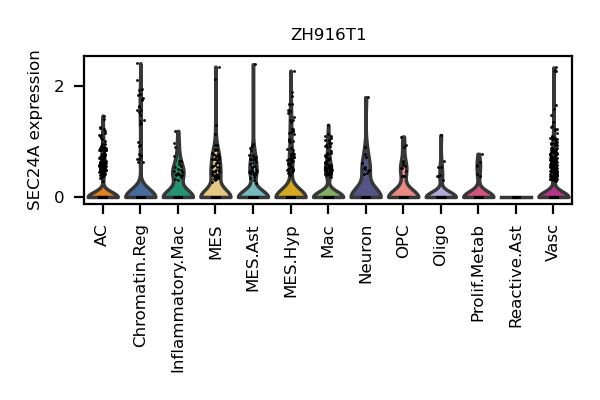 ZH916T1
SEC24A expression
2
0
AC
Chromatin.Reg
Inflammatory.Mac
MES
MES.Ast
MES.Hyp
Mac
Neuron
OPC
Oligo
Prolif.Metab
Reactive.Ast
Vasc